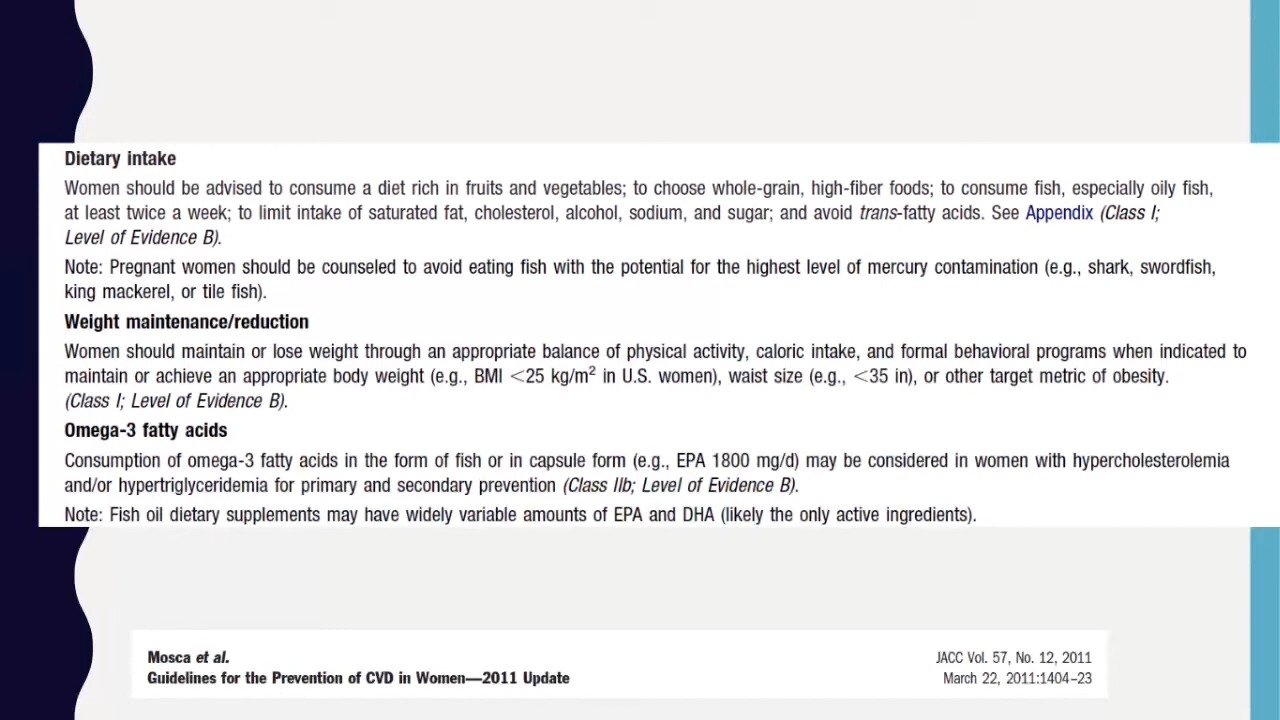 Dietary intake
Women should be advised to consume a diet rich in fruits and vegetables; to choose whole-grain, high-fiber foods; to consume fish, especially oily fish,
at least twice a week; to limit intake of saturated fat, cholesterol, alcohol, sodium, and sugar; and avoid trans-fatty acids. See Appendix (Class I;
Level of Evidence B).
Note: Pregnant women should be counseled to avoid eating fish with the potential for the highest level of mercury contamination (e.g., shark, swordfish,
king mackerel, or tile fish).
Weight maintenance/reduction
Women should maintain or lose weight through an appropriate balance of physical activity, caloric intake, and formal behavioral programs when indicated to
maintain or achieve an appropriate body weight (e.g., BMI <25 kg/m² in U.S. women), waist size (e.g., <35 in), or other target metric of obesity.
(Class I; Level of Evidence B).
Omega-3 fatty acids
Consumption of omega-3 fatty acids in the form of fish or in capsule form (e.g., EPA 1800 mg/d) may be considered in women with hypercholesterolemia
and/or hypertriglyceridemia for primary and secondary prevention (Class IIb; Level of Evidence B).
Note: Fish oil dietary supplements may have widely variable amounts of EPA and DHA (likely the only active ingredients).
Mosca et al.
Guidelines for the Prevention of CVD in Women—2011 Update
JACC Vol. 57, No. 12, 2011
March 22, 2011:1404–23